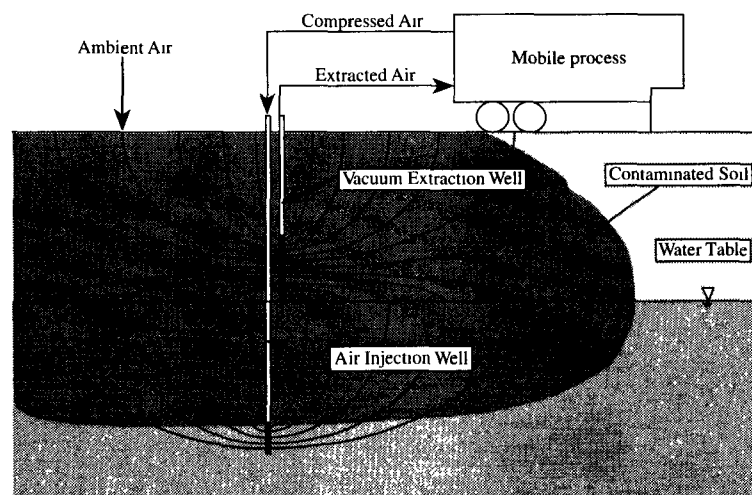 Compressed Air
Ambient Air
Extracted Air
Mobile process
Vacuum Extraction Well
Contaminated Soil
Water Table
Air Injection Well